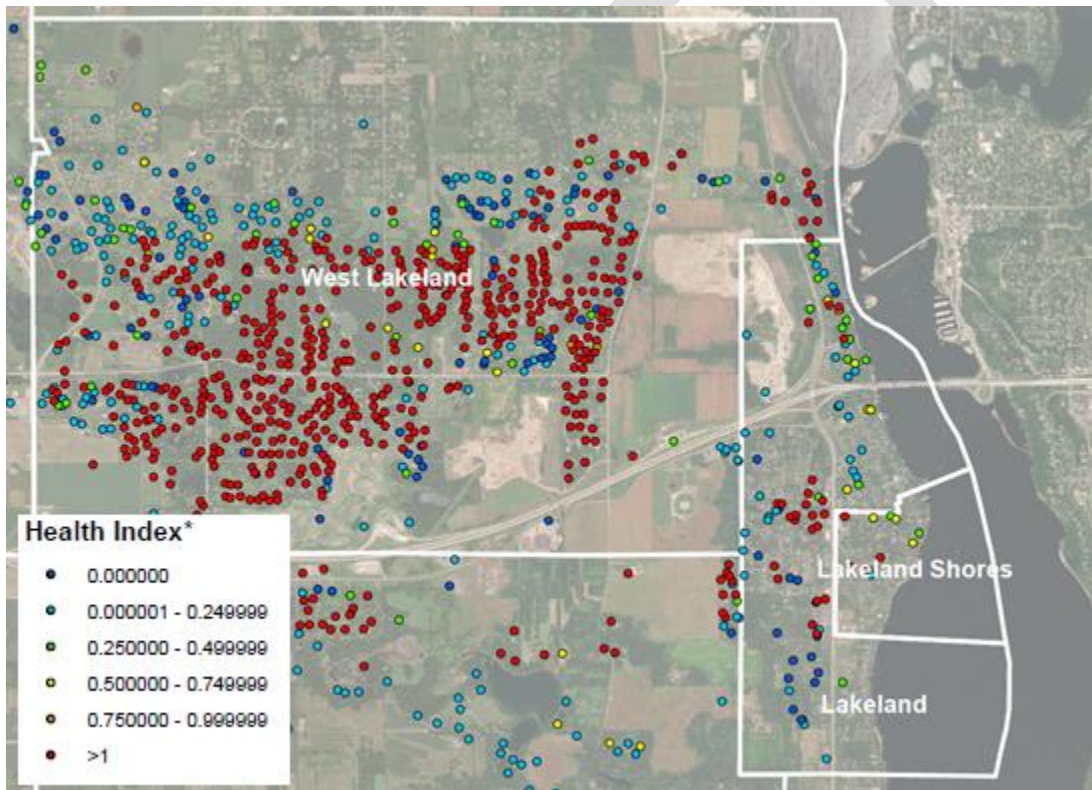 West Lakeland
Health Index*
0.000000
0.000001 - 0.249999
0.250000 - 0.499999
0.500000 - 0.749999
0.750000 - 0.999999
>1
Lakeland Shores
Lakeland